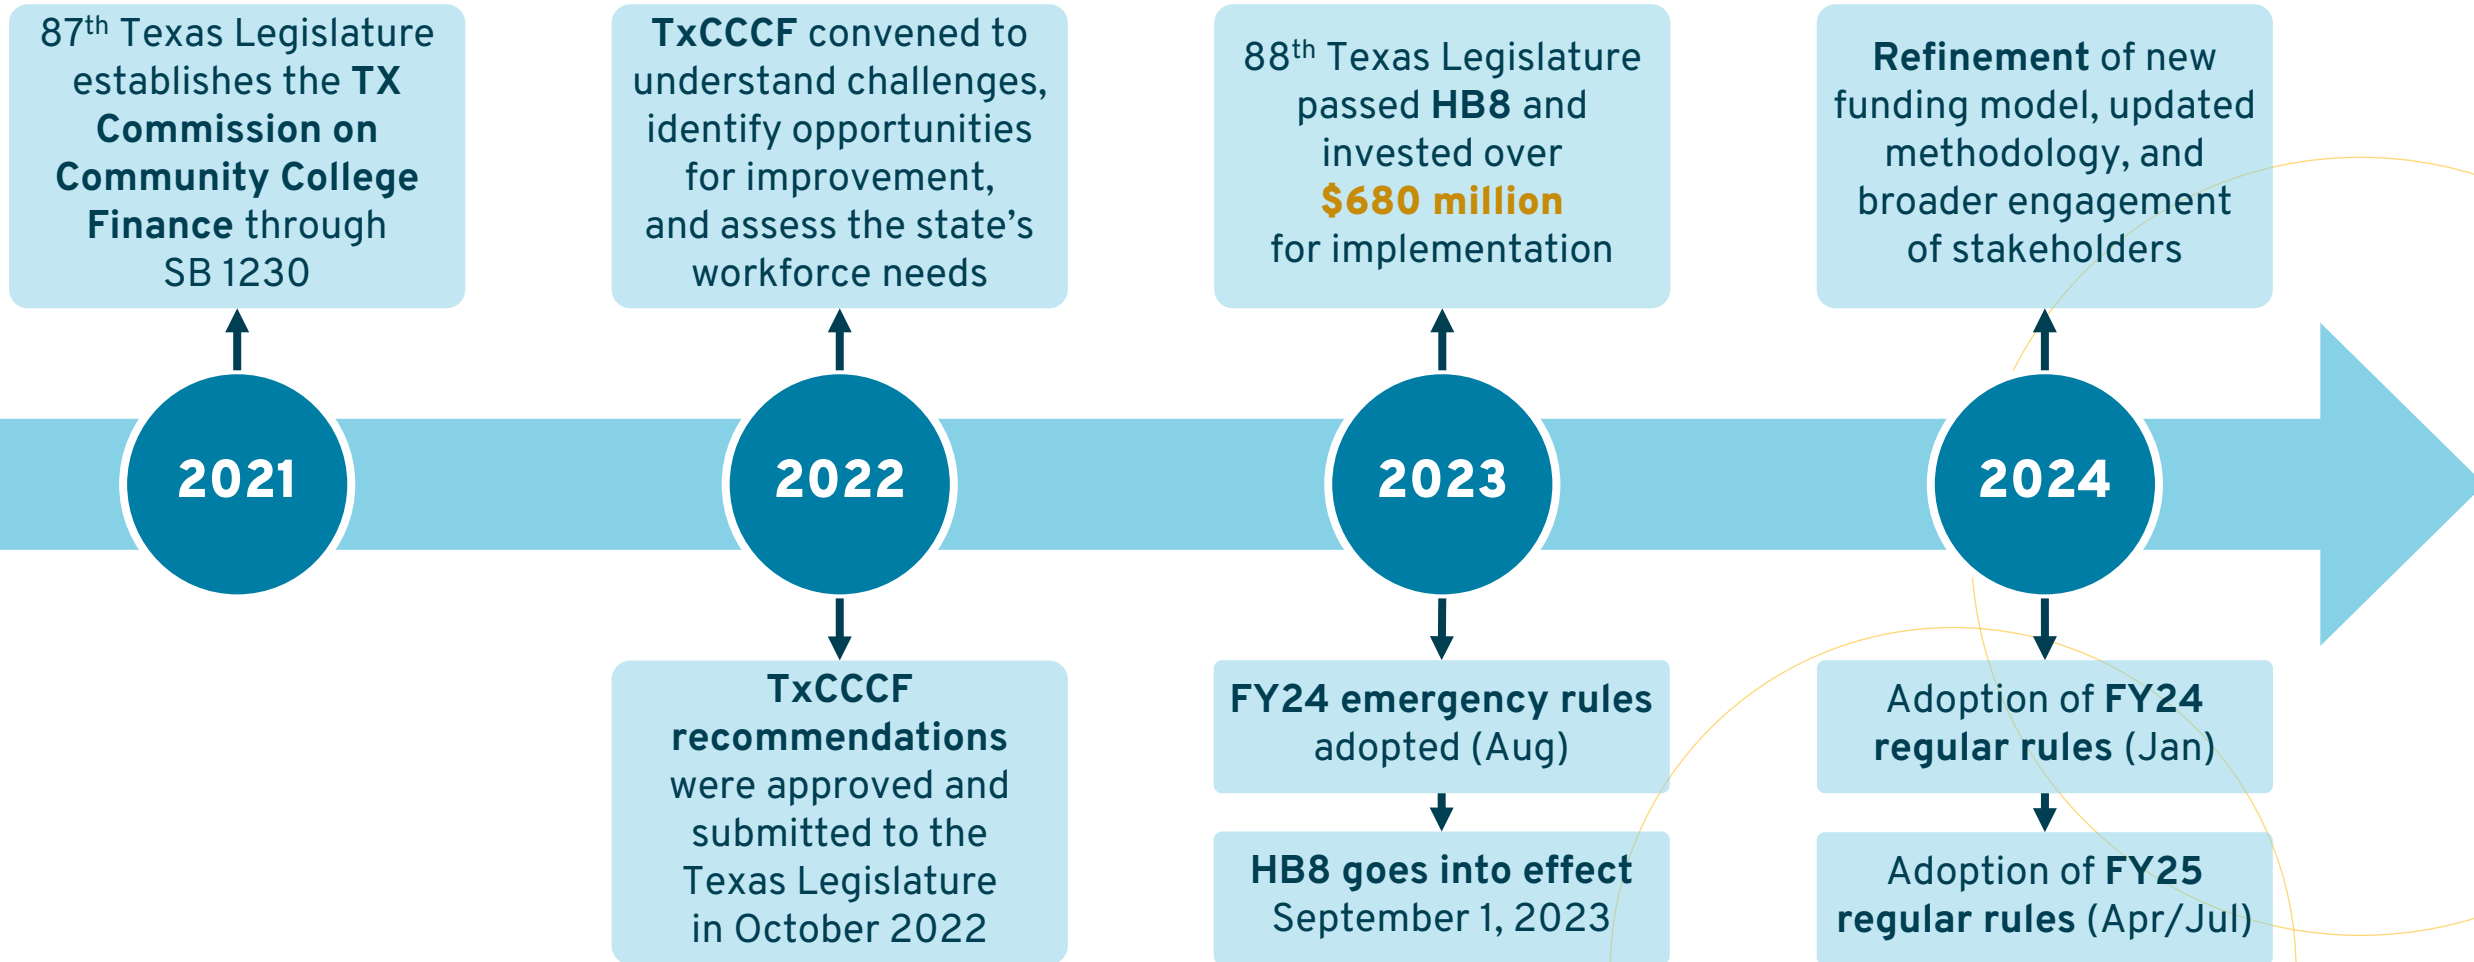 87th Texas Legislature
establishes the TX
Commission on
Community College
Finance through
SB 1230
TxCCCF convened to
understand challenges,
identify opportunities
for improvement,
and assess the state’s
workforce needs
88th Texas Legislature
passed HB8 and
invested over
$680 million
for implementation
Refinement of new
funding model, updated
methodology, and
broader engagement
of stakeholders
2021
2022
2023
2024
TxCCCF
recommendations
were approved and
submitted to the
Texas Legislature
in October 2022
FY24 emergency rules
adopted (Aug)
HB8 goes into effect
September 1, 2023
Adoption of FY24
regular rules (Jan)
Adoption of FY25
regular rules (Apr/Jul)